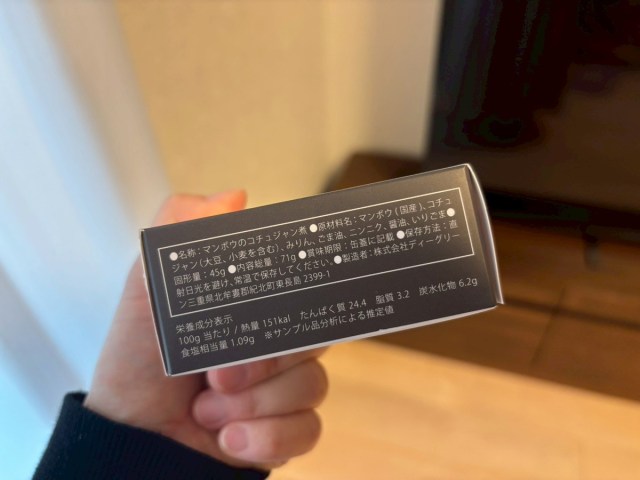 ●名称：マンボウのコチュジャン煮 ●原材料名：マンボウ（国産）、コチュ
ジャン（大豆、小麦を含む）、みりん、ごま油、ニンニク、醤油、いりごま●
固形量：45g ●内容総量：71g ●賞味期限：缶蓋に記載 ●保存方法：直
射日光を避け、常温で保存してください。●製造者：株式会社ディーグリー
ン三重県北牟婁郡紀北町東長島 2399-1
栄養成分表示
100g 当たり / 熱量 151kal　たんぱく質 24.4　脂質 3.2　炭水化物 6.2g
食塩相当量 1.09g　※サンプル品分析による推定値